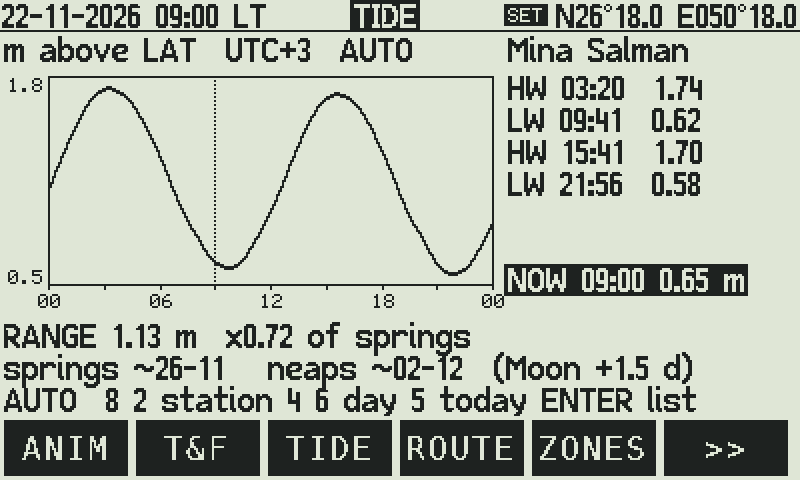 22-11-2026 09:00 LT TIDE SET N26°18.0 E050°18.0
m above LAT UTC+3 AUTO Mina Salman
1.8
HW 03:20 1.74
LW 09:41 0.62
HW 15:41 1.70
LW 21:56 0.58
0.5
NOW 09:00 0.65 m
00 06 12 18 00
RANGE 1.13 m x0.72 of springs
springs ~26-11 neaps ~02-12 (Moon +1.5 d)
AUTO 8 2 station 4 6 day 5 today ENTER list
ANIM T&F TIDE ROUTE ZONES >>